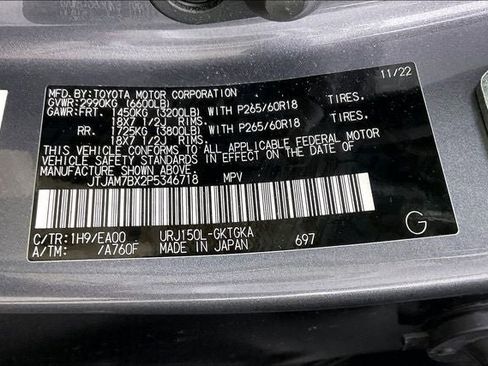 MFD.BY:TOYOTA MOTOR CORPORATION 11/22
GVWR:2990KG (6600LB)
GAWR:FRT. 1450KG (3200LB) WITH P265/60R18 TIRES.
18X7 1/2J RIMS.
RR. 1725KG (3800LB) WITH P265/60R18 TIRES.
18X7 1/2J RIMS.
THIS VEHICLE CONFORMS TO ALL APPLICABLE FEDERAL MOTOR
VEHICLE SAFETY STANDARDS IN EFFECT ON THE DATE OF
MANUFACTURE SHOWN ABOVE.
JTJAM7BX2P5346718 MPV
C/TR:1H9/EA00 URJ150L-GKTGKA G
A/TM: /A760F MADE IN JAPAN 697